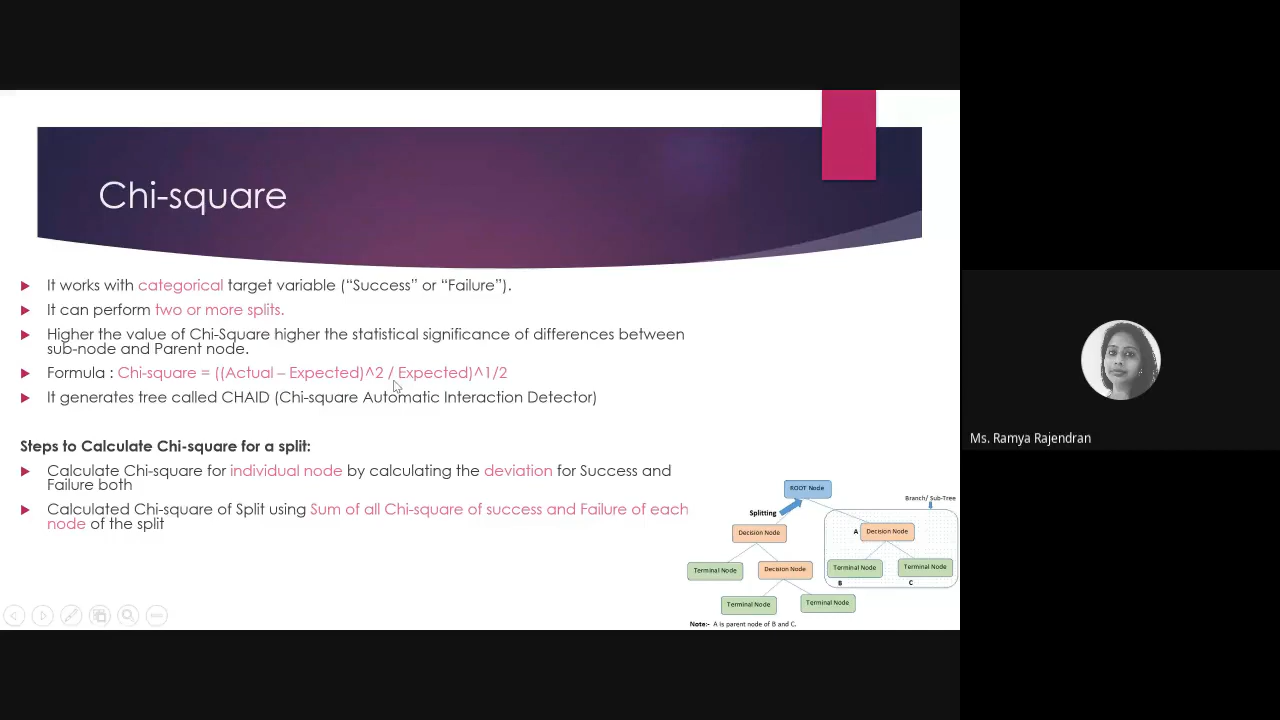 Chi-square
It works with categorical target variable (“Success” or “Failure”).
It can perform two or more splits.
Higher the value of Chi-Square higher the statistical significance of differences between
sub-node and Parent node.
Formula : Chi-square = ((Actual – Expected)^2 / Expected)^1/2
It generates tree called CHAID (Chi-square Automatic Interaction Detector)
Steps to Calculate Chi-square for a split:
Calculate Chi-square for individual node by calculating the deviation for Success and
Failure both
Calculated Chi-square of Split using Sum of all Chi-square of success and Failure of each
node of the split
ROOT Node
Branch/ Sub-Tree
Splitting
Decision Node
A
Decision Node
Terminal Node
Decision Node
Terminal Node
Terminal Node
B
C
Terminal Node
Terminal Node
Note:- A is parent node of B and C.
Ms. Ramya Rajendran